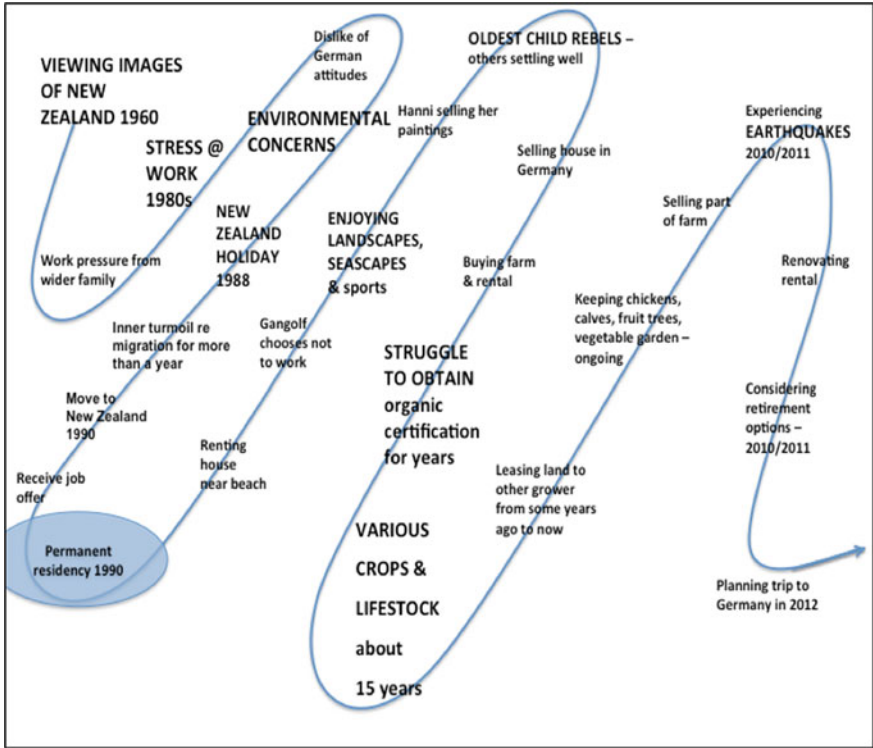 VIEWING IMAGES
OF NEW
ZEALAND 1960
STRESS @
WORK
1980s
Work pressure from
wider family
Dislike of
German
attitudes
ENVIRONMENTAL
CONCERNS
NEW
ZEALAND
HOLIDAY
1988
Inner turmoil re
migration for more
than a year
Move to
New Zealand
1990
Receive job
offer
Permanent
residency 1990
Renting
house
near beach
Gangolf
chooses not
to work
ENJOYING
LANDSCAPES,
SEASCAPES
& sports
Hanni selling her
paintings
OLDEST CHILD REBELS –
others settling well
Selling house in
Germany
Buying farm
& rental
STRUGGLE
TO OBTAIN
organic
certification
for years
VARIOUS
CROPS &
LIFESTOCK
about
15 years
Leasing land to
other grower
from some years
ago to now
Keeping chickens,
calves, fruit trees,
vegetable garden –
ongoing
Selling part
of farm
Experiencing
EARTHQUAKES
2010/2011
Renovating
rental
Considering
retirement
options –
2010/2011
Planning trip to
Germany in 2012